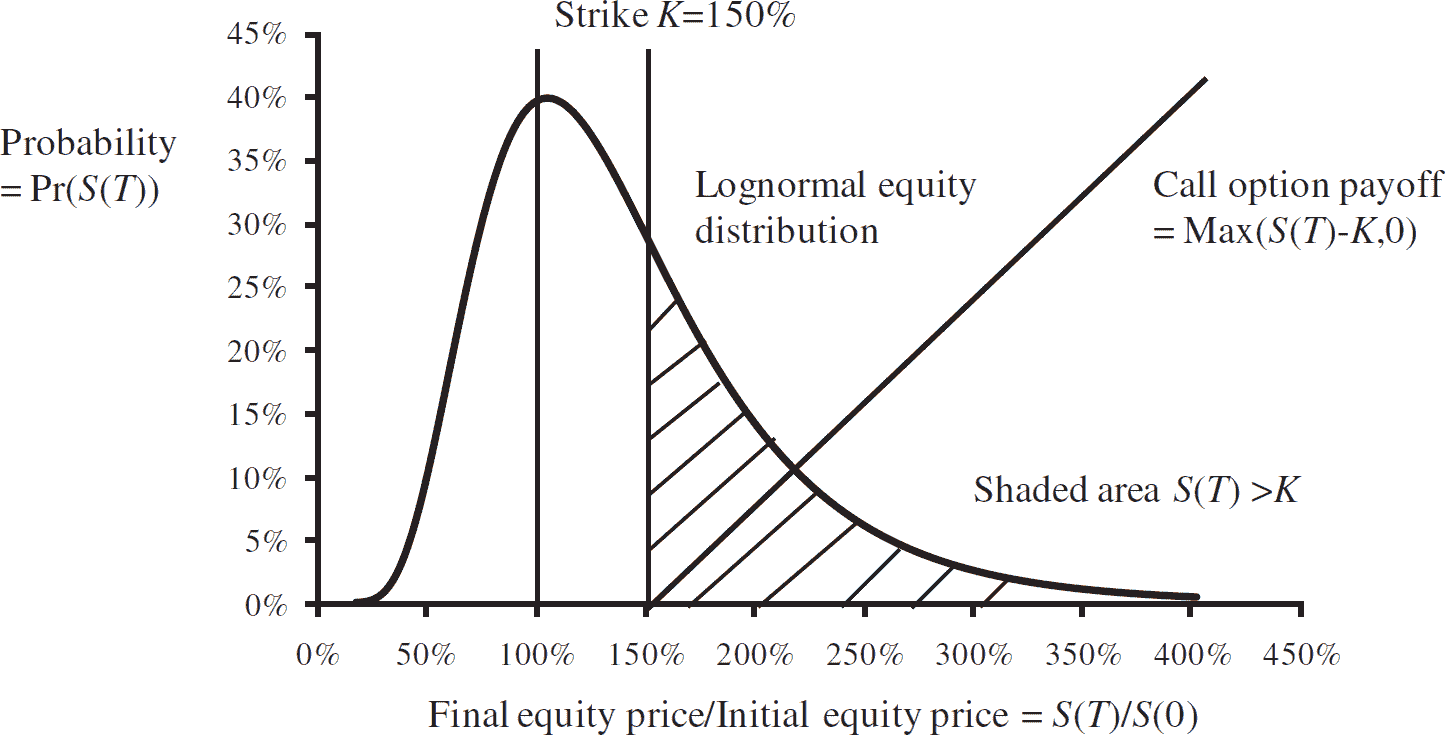 Strike K=150%
45%
40%
35%
30%
25%
20%
15%
10%
5%
0%
Probability
= Pr(S(T))
Lognormal equity
distribution
Call option payoff
= Max(S(T)-K,0)
Shaded area S(T) >K
0%
50%
100%
150%
200%
250%
300%
350%
400%
450%
Final equity price/Initial equity price = S(T)/S(0)